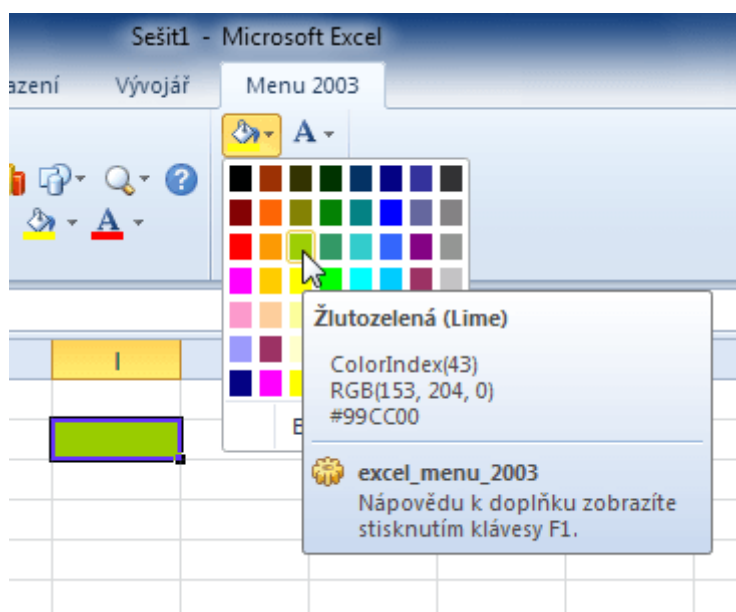 Sešit1 - Microsoft Excel
azení Vývojář Menu 2003
A
A
I
Žlutozelená (Lime)
ColorIndex(43)
RGB(153, 204, 0)
#99CC00
excel_menu_2003
Nápovědu k doplňku zobrazíte
stisknutím klávesy F1.